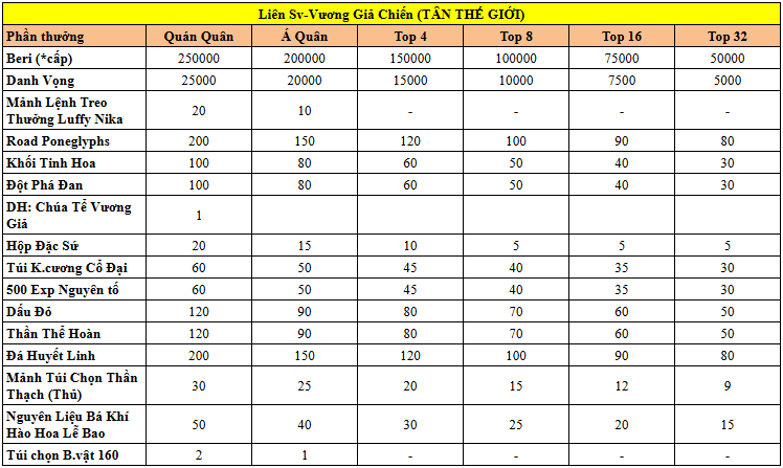 Liên Sv-Vương Giả Chiến (TÂN THẾ GIỚI)
Phần thưởng Quán Quân Á Quân Top 4 Top 8 Top 16 Top 32
Beri (*cấp) 250000 200000 150000 100000 75000 50000
Danh Vọng 25000 20000 15000 10000 7500 5000
Mảnh Lệnh Treo
Thưởng Luffy Nika 20 10 - - - -
Road Poneglyphs 200 150 120 100 90 80
Khối Tinh Hoa 100 80 60 50 40 30
Đột Phá Đan 100 80 60 50 40 30
DH: Chúa Tể Vương
Giả 1
Hộp Đặc Sứ 20 15 10 5 5 5
Túi K.cương Cổ Đại 60 50 45 40 35 30
500 Exp Nguyên tố 60 50 45 40 35 30
Dấu Đỏ 120 90 80 70 60 50
Thần Thể Hoàn 120 90 80 70 60 50
Đá Huyết Linh 200 150 120 100 90 80
Mảnh Túi Chọn Thần
Thạch (Thủ) 30 25 20 15 12 9
Nguyên Liệu Bá Khí
Hào Hoa Lễ Bao 50 40 30 25 20 15
Túi chọn B.vật 160 2 1 - - - -